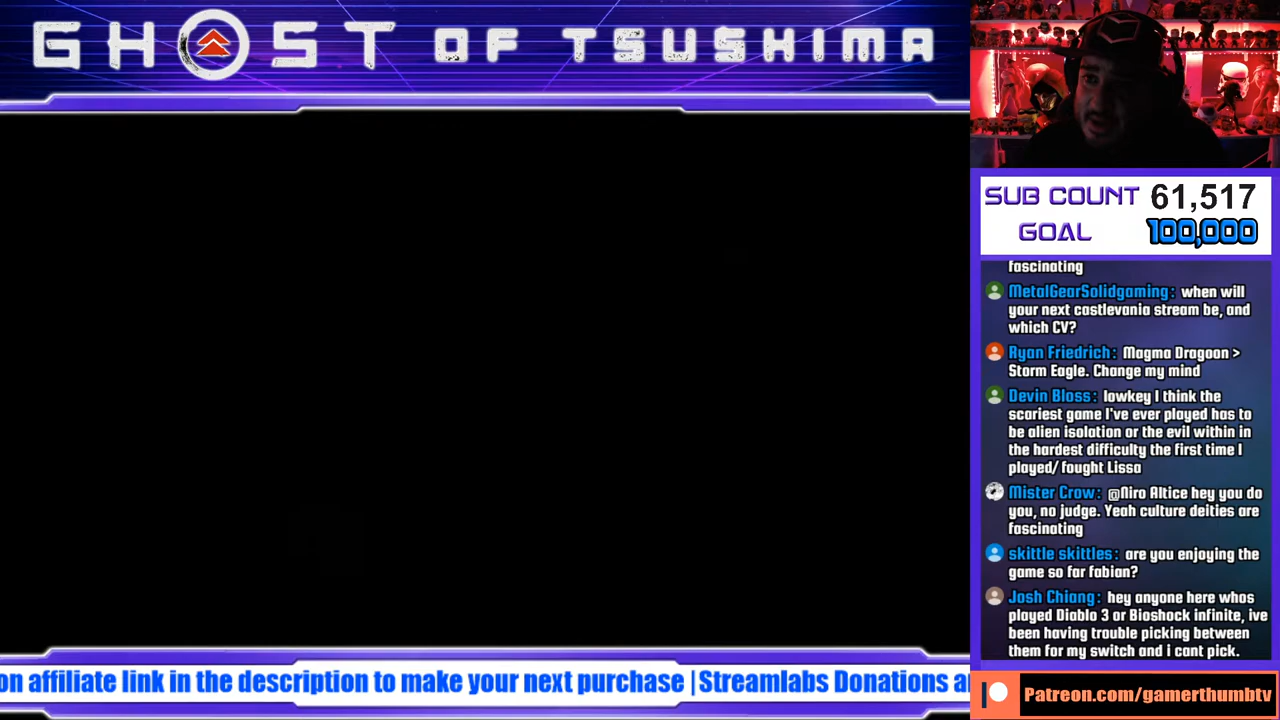 GHOST OF TSUSHIMA
SUB COUNT 61,517
GOAL 100,000
fascinating
MetalGearSolidgaming: when will
your next castlevania stream be, and
which CV?
Ryan Friedrich: Magma Dragoon >
Storm Eagle. Change my mind
Devin Bloss: lowkey I think the
scariest game I've ever played has to
be alien isolation or the evil within in
the hardest difficulty the first time I
played/ fought Lissa
Mister Crow: @Niro Altice hey you do
you, no judge. Yeah culture deities are
fascinating
skittle skittles: are you enjoying the
game so far fabian?
Josh Chiang: hey anyone here whos
played Diablo 3 or Bioshock infinite, ive
been having trouble picking between
them for my switch and i cant pick.
on affiliate link in the description to make your next purchase | Streamlabs Donations a
Patreon.com/gamerthumbtv